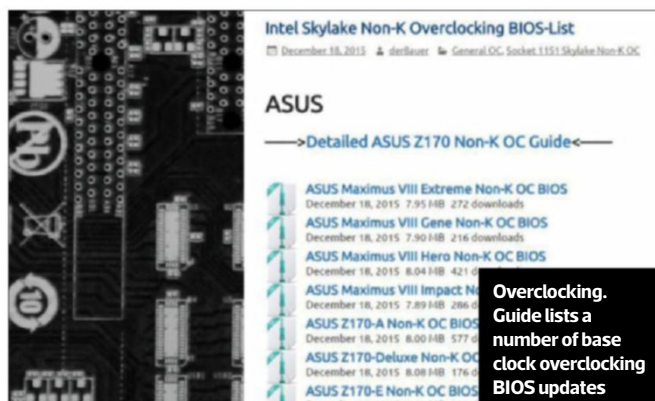 Intel Skylake Non-K Overclocking BIOS-List
December 18, 2015 der8auer General OC, Socket 1151 Skylake Non-K OC
ASUS
——>Detailed ASUS Z170 Non-K OC Guide<——
ASUS Maximus VIII Extreme Non-K OC BIOS
December 18, 2015 7.95 MB 272 downloads
ASUS Maximus VIII Gene Non-K OC BIOS
December 18, 2015 7.90 MB 216 downloads
ASUS Maximus VIII Hero Non-K OC BIOS
December 18, 2015 8.04 MB 421 d
ASUS Maximus VIII Impact No
December 18, 2015 7.89 MB 286 d
ASUS Z170-A Non-K OC BIOS
December 18, 2015 8.00 MB 577 d
ASUS Z170-Deluxe Non-K OC
December 18, 2015 8.08 MB 176 d
ASUS Z170-E Non-K OC BIOS
Overclocking.
Guide lists a
number of base
clock overclocking
BIOS updates
Pb
10